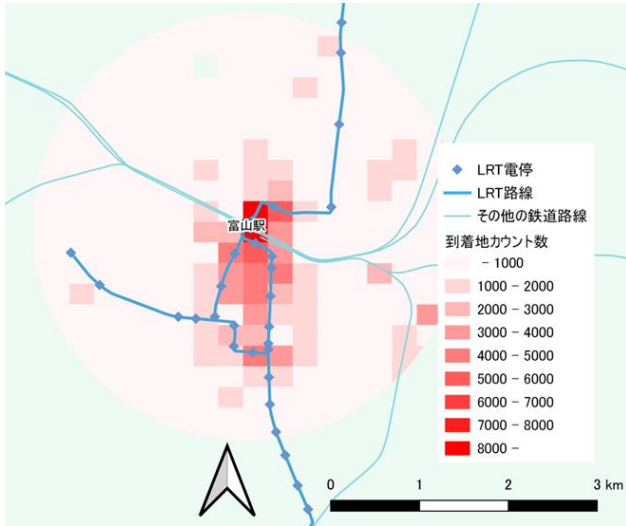 富山駅
LRT電停
LRT路線
その他の鉄道路線
到着地カウント数
- 1000
1000 - 2000
2000 - 3000
3000 - 4000
4000 - 5000
5000 - 6000
6000 - 7000
7000 - 8000
8000 -
0 1 2 3 km